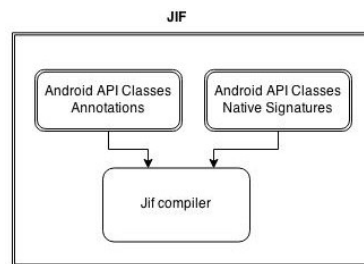 JIF
Android API Classes
Annotations
Android API Classes
Native Signatures
Jif compiler